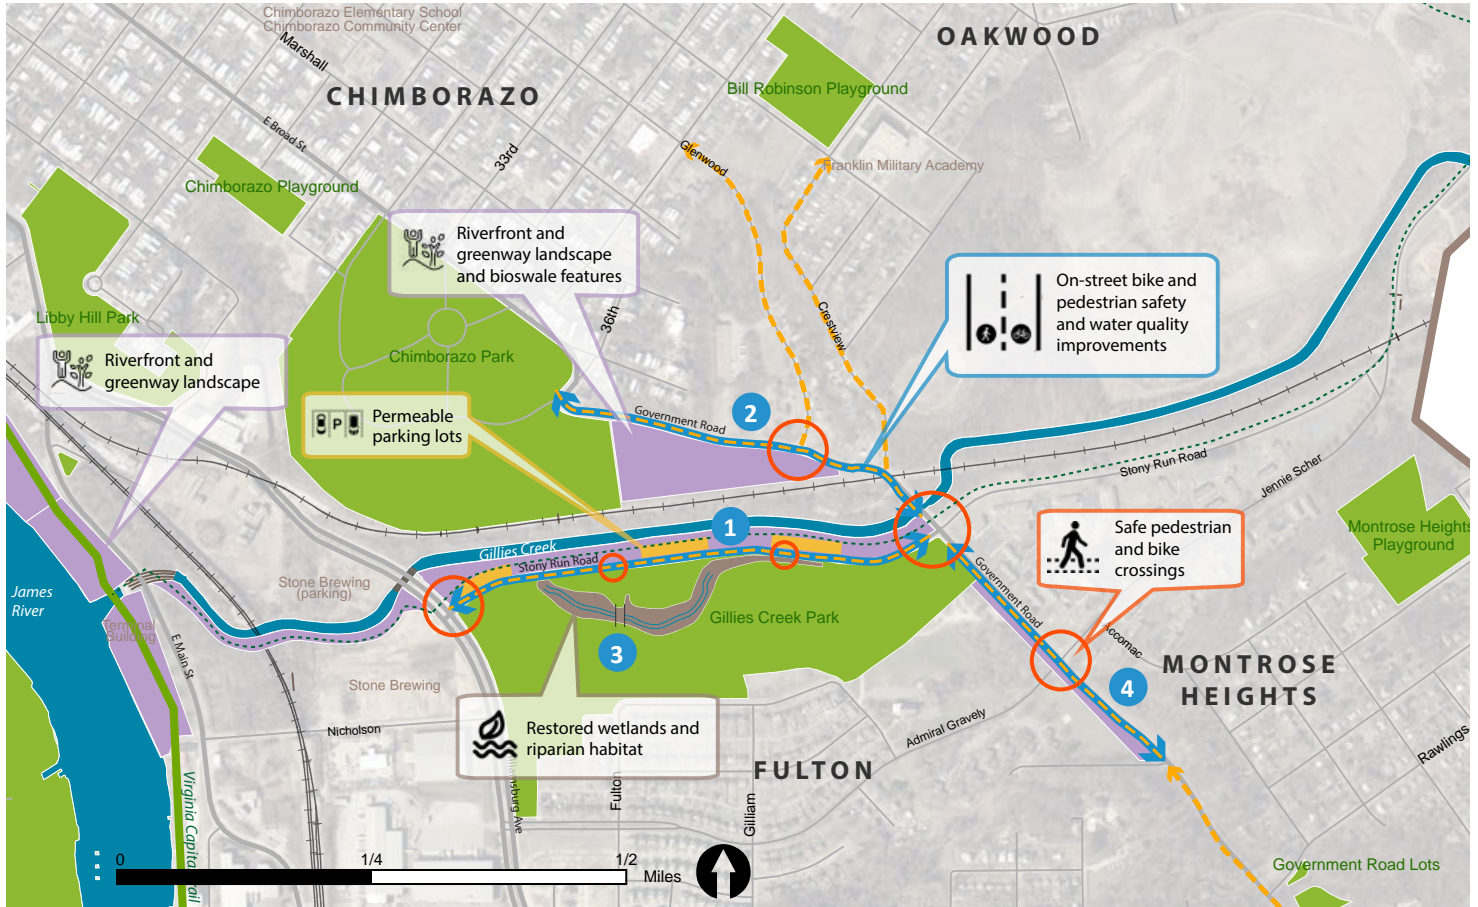 Chimborazo Elementary School
Chimborazo Community Center
Marshall
OAKWOOD
CHIMBORAZO
Bill Robinson Playground
E Broad St
33rd
Glenwood
Franklin Military Academy
Chimborazo Playground
Riverfront and
greenway landscape
and bioswale features
On-street bike and
pedestrian safety
and water quality
improvements
Libby Hill Park
36th
Crestview
Chimborazo Park
Riverfront and
greenway landscape
Permeable
parking lots
P
Government Road
2
Stony Run Road
Jennie Scher
1
Gillies Creek
Stony Run Road
Safe pedestrian
and bike
crossings
Montrose Heights
Playground
James
River
Stone Brewing
(parking)
Terminal
Building
E Main St
Government Road
Gillies Creek Park
Accomac
3
MONTROSE
HEIGHTS
4
Stone Brewing
Nicholson
Restored wetlands and
riparian habitat
Admiral Gravely
Rawlings
FULTON
Fulton
Gilliam
Virginia Capital Trail
0
1/4
1/2
Miles
Government Road Lots